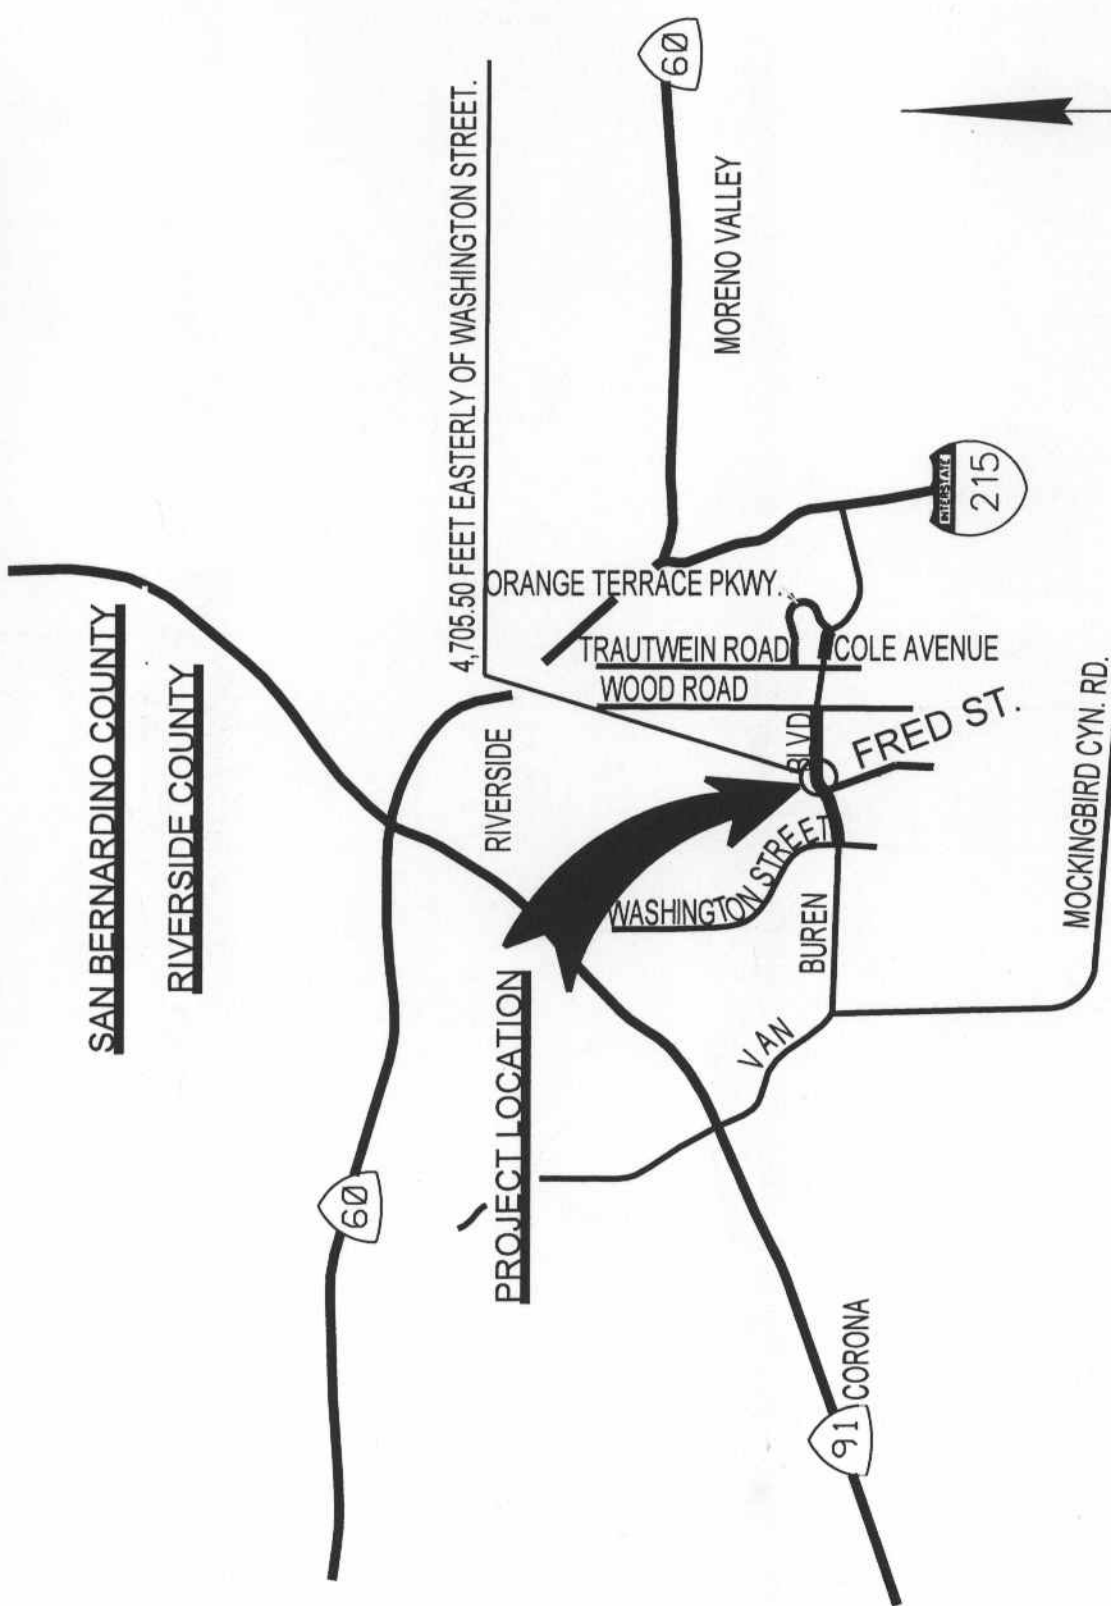 SAN BERNARDINO COUNTY
RIVERSIDE COUNTY
60
4,705.50 FEET EASTERLY OF WASHINGTON STREET.
PROJECT LOCATION
RIVERSIDE
ORANGE TERRACE PKWY.
TRAUTWEIN ROAD
WOOD ROAD
WASHINGTON STREET
60
MORENO VALLEY
VAN
BUREN
BLVD
FRED ST.
COLE AVENUE
INTERSTATE
215
91
CORONA
MOCKINGBIRD CYN. RD.